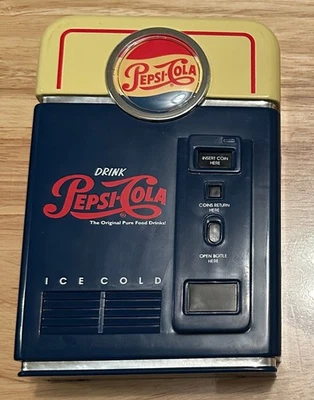 PEPSI-COLA
INSERT COIN
HERE
DRINK
PEPSI-COLA
The Original Pure Food Drinks!
COINS RETURN
HERE
OPEN BOTTLE
HERE
ICE COLD